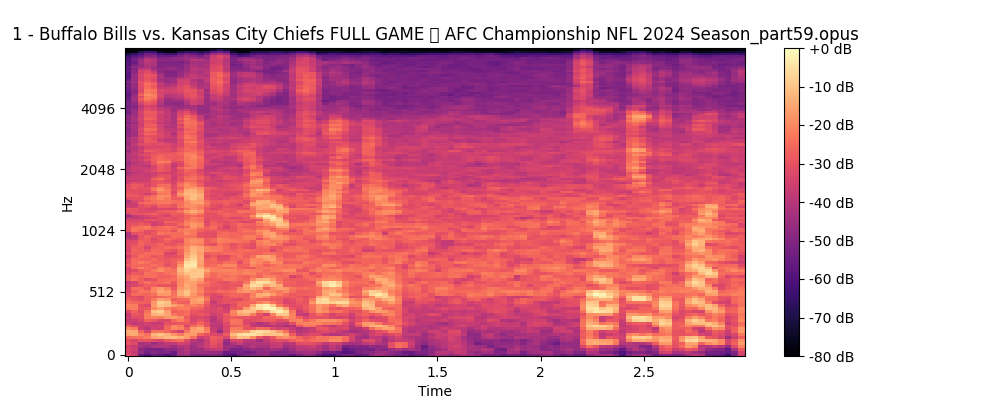 1 - Buffalo Bills vs. Kansas City Chiefs FULL GAME ▯ AFC Championship NFL 2024 Season_part59.opus
+0 dB
-10 dB
-20 dB
-30 dB
-40 dB
-50 dB
-60 dB
-70 dB
-80 dB
4096
2048
1024
512
0
Hz
0
0.5
1
1.5
2
2.5
Time